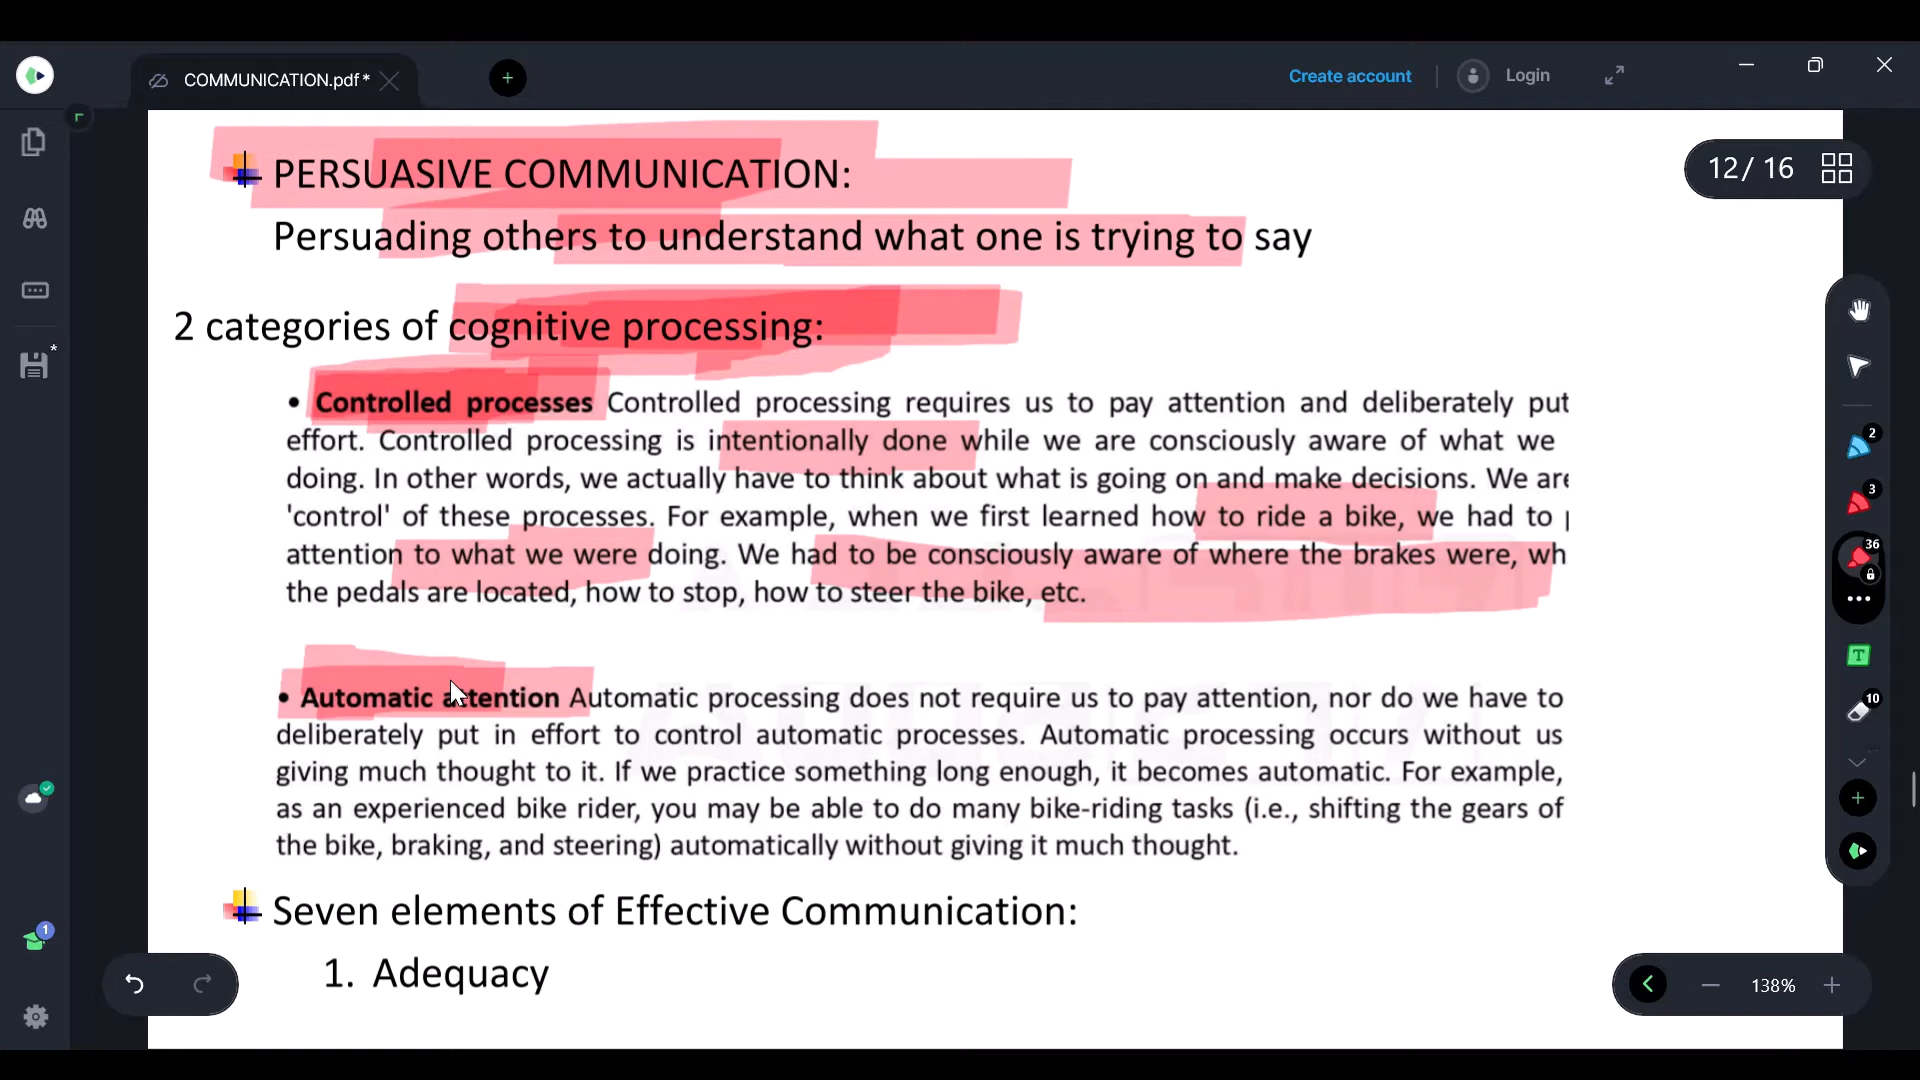 COMMUNICATION.pdf*
Create account
Login
12/ 16
PERSUASIVE COMMUNICATION:
Persuading others to understand what one is trying to say
2 categories of cognitive processing:
• Controlled processes Controlled processing requires us to pay attention and deliberately put
effort. Controlled processing is intentionally done while we are consciously aware of what we
doing. In other words, we actually have to think about what is going on and make decisions. We are
'control' of these processes. For example, when we first learned how to ride a bike, we had to
attention to what we were doing. We had to be consciously aware of where the brakes were, wh
the pedals are located, how to stop, how to steer the bike, etc.
• Automatic attention Automatic processing does not require us to pay attention, nor do we have to
deliberately put in effort to control automatic processes. Automatic processing occurs without us
giving much thought to it. If we practice something long enough, it becomes automatic. For example,
as an experienced bike rider, you may be able to do many bike-riding tasks (i.e., shifting the gears of
the bike, braking, and steering) automatically without giving it much thought.
Seven elements of Effective Communication:
1. Adequacy
2
3
36
T
10
1
138%